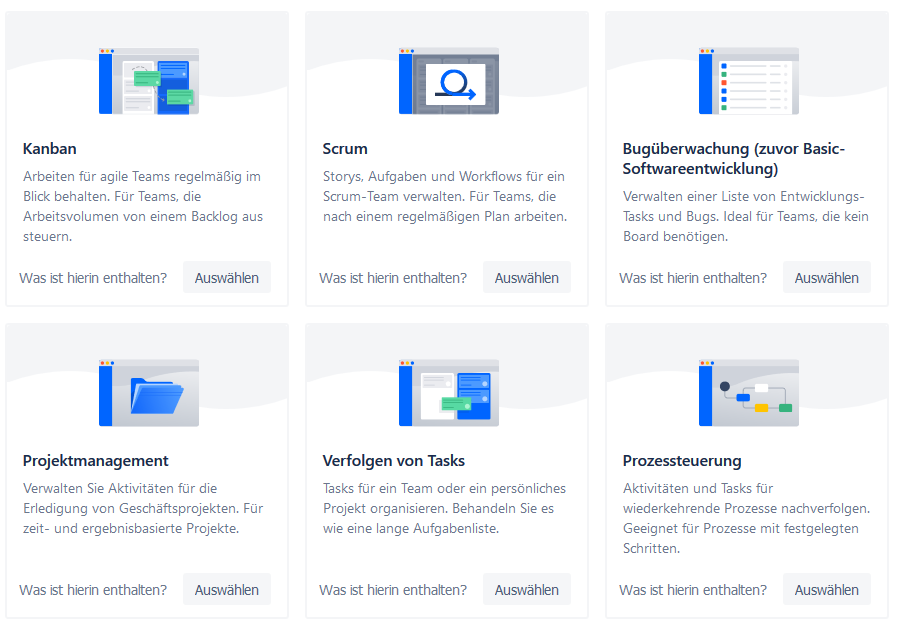 Kanban
Arbeiten für agile Teams regelmäßig im
Blick behalten. Für Teams, die
Arbeitsvolumen von einem Backlog aus
steuern.
Was ist hierin enthalten? Auswählen
Scrum
Storys, Aufgaben und Workflows für ein
Scrum-Team verwalten. Für Teams, die
nach einem regelmäßigen Plan arbeiten.
Was ist hierin enthalten? Auswählen
Bugüberwachung (zuvor Basic-
Softwareentwicklung)
Verwalten einer Liste von Entwicklungs-
Tasks und Bugs. Ideal für Teams, die kein
Board benötigen.
Was ist hierin enthalten? Auswählen
Projektmanagement
Verwalten Sie Aktivitäten für die
Erledigung von Geschäftsprojekten. Für
zeit- und ergebnisbasierte Projekte.
Was ist hierin enthalten? Auswählen
Verfolgen von Tasks
Tasks für ein Team oder ein persönliches
Projekt organisieren. Behandeln Sie es
wie eine lange Aufgabenliste.
Was ist hierin enthalten? Auswählen
Prozessteuerung
Aktivitäten und Tasks für
wiederkehrende Prozesse nachverfolgen.
Geeignet für Prozesse mit festgelegten
Schritten.
Was ist hierin enthalten? Auswählen